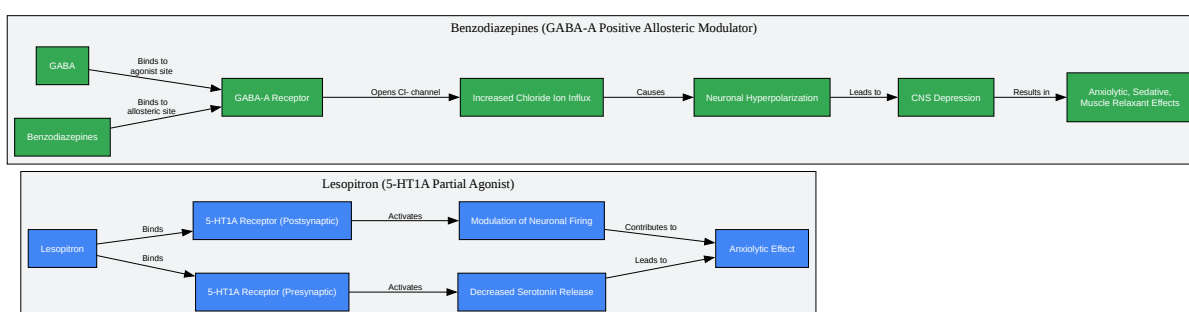 Benzodiazepines (GABA-A Positive Allosteric Modulator)
GABA
Binds to
agonist site
Benzodiazepines
Binds to
allosteric site
GABA-A Receptor
Opens Cl- channel
Increased Chloride Ion Influx
Causes
Neuronal Hyperpolarization
Leads to
CNS Depression
Results in
Anxiolytic, Sedative,
Muscle Relaxant Effects
Lesopitron (5-HT1A Partial Agonist)
Lesopitron
Binds
5-HT1A Receptor (Postsynaptic)
Activates
Modulation of Neuronal Firing
Contributes to
Binds
5-HT1A Receptor (Presynaptic)
Activates
Decreased Serotonin Release
Leads to
Anxiolytic Effect